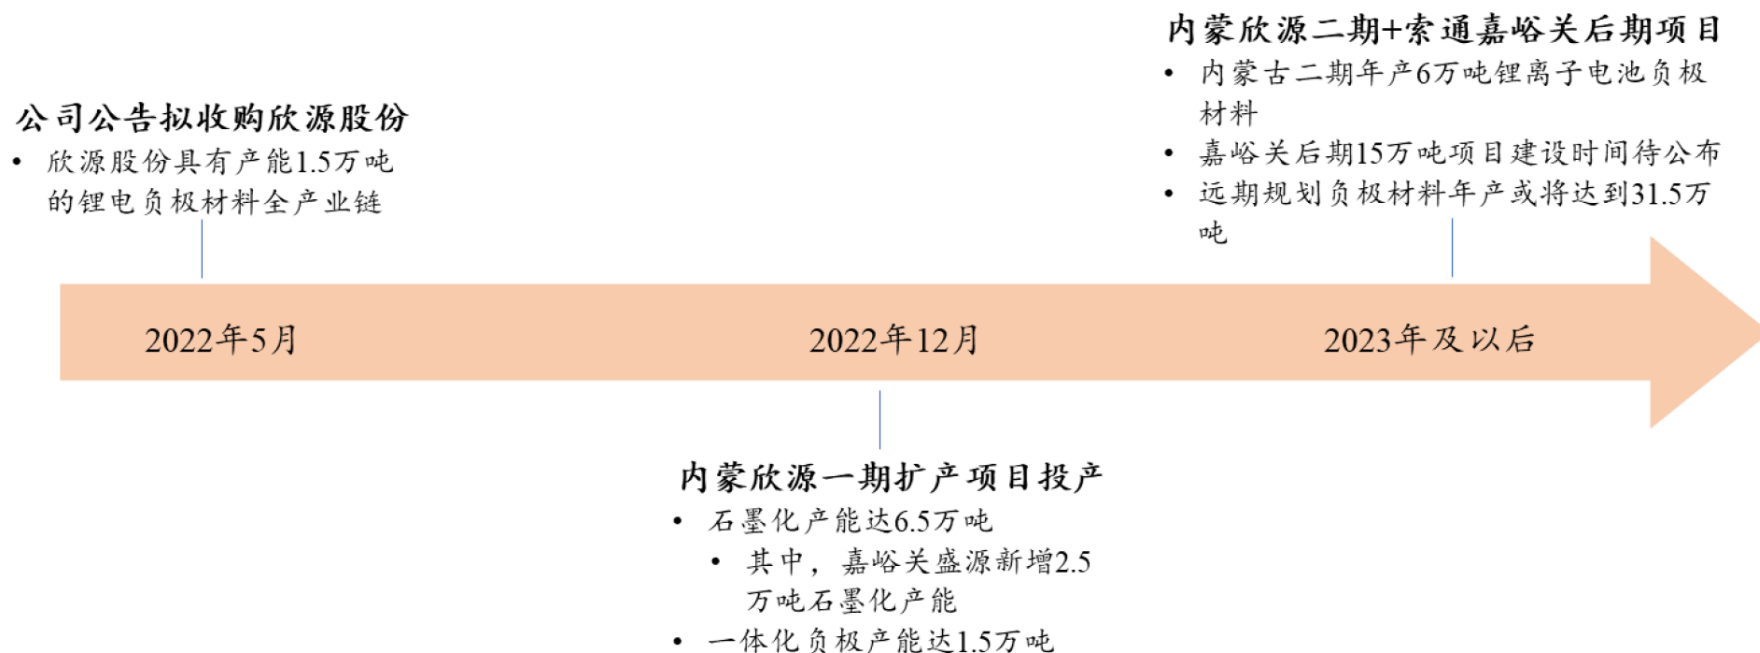 公司公告拟收购欣源股份
• 欣源股份具有产能1.5万吨
的锂电负极材料全产业链
内蒙欣源二期+索通嘉峪关后期项目
• 内蒙古二期年产6万吨锂离子电池负极
材料
• 嘉峪关后期15万吨项目建设时间待公布
• 远期规划负极材料年产或将达到31.5万
吨
2022年5月
2022年12月
2023年及以后
内蒙欣源一期扩产项目投产
• 石墨化产能达6.5万吨
• 其中，嘉峪关盛源新增2.5
万吨石墨化产能
• 一体化负极产能达1.5万吨